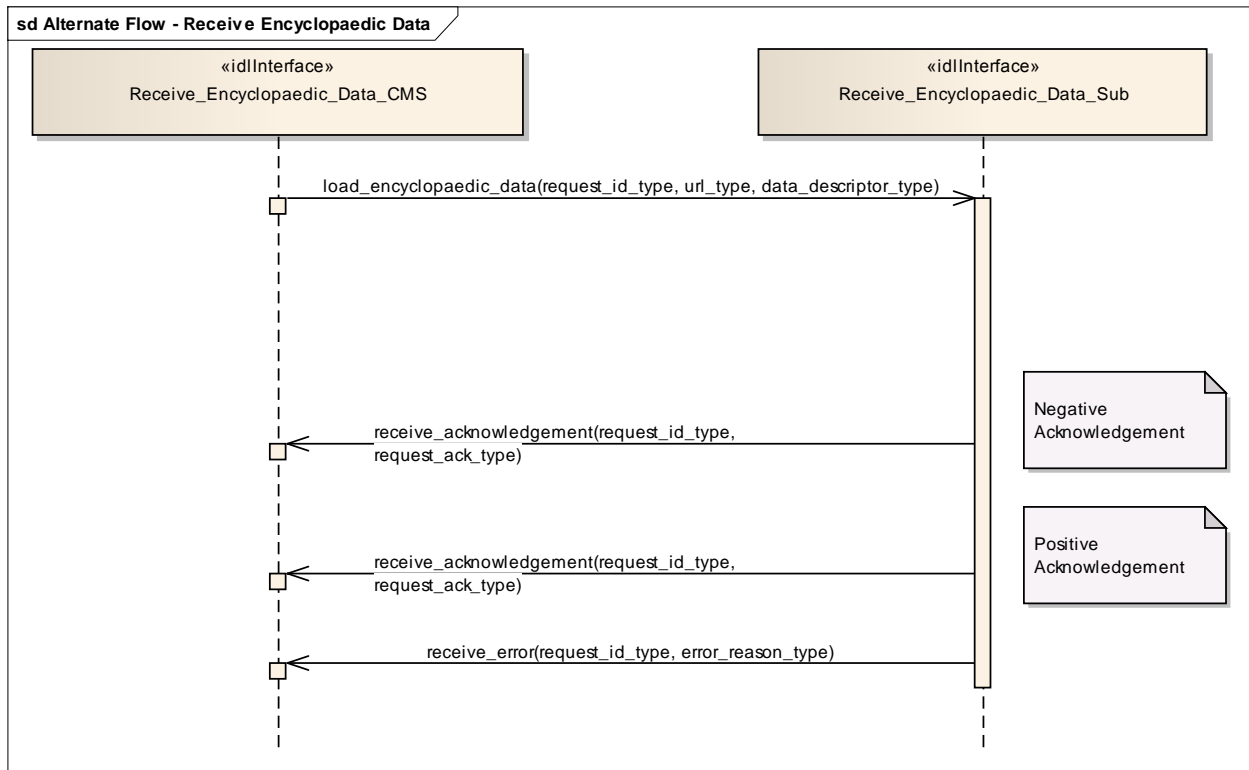 sd Alternate Flow - Receive Encyclopaedic Data
«idlInterface»
Receive_Encyclopaedic_Data_CMS
«idlInterface»
Receive_Encyclopaedic_Data_Sub
load_encyclopaedic_data(request_id_type, url_type, data_descriptor_type)
Negative
Acknowledgement
receive_acknowledgement(request_id_type,
request_ack_type)
Positive
Acknowledgement
receive_acknowledgement(request_id_type,
request_ack_type)
receive_error(request_id_type, error_reason_type)